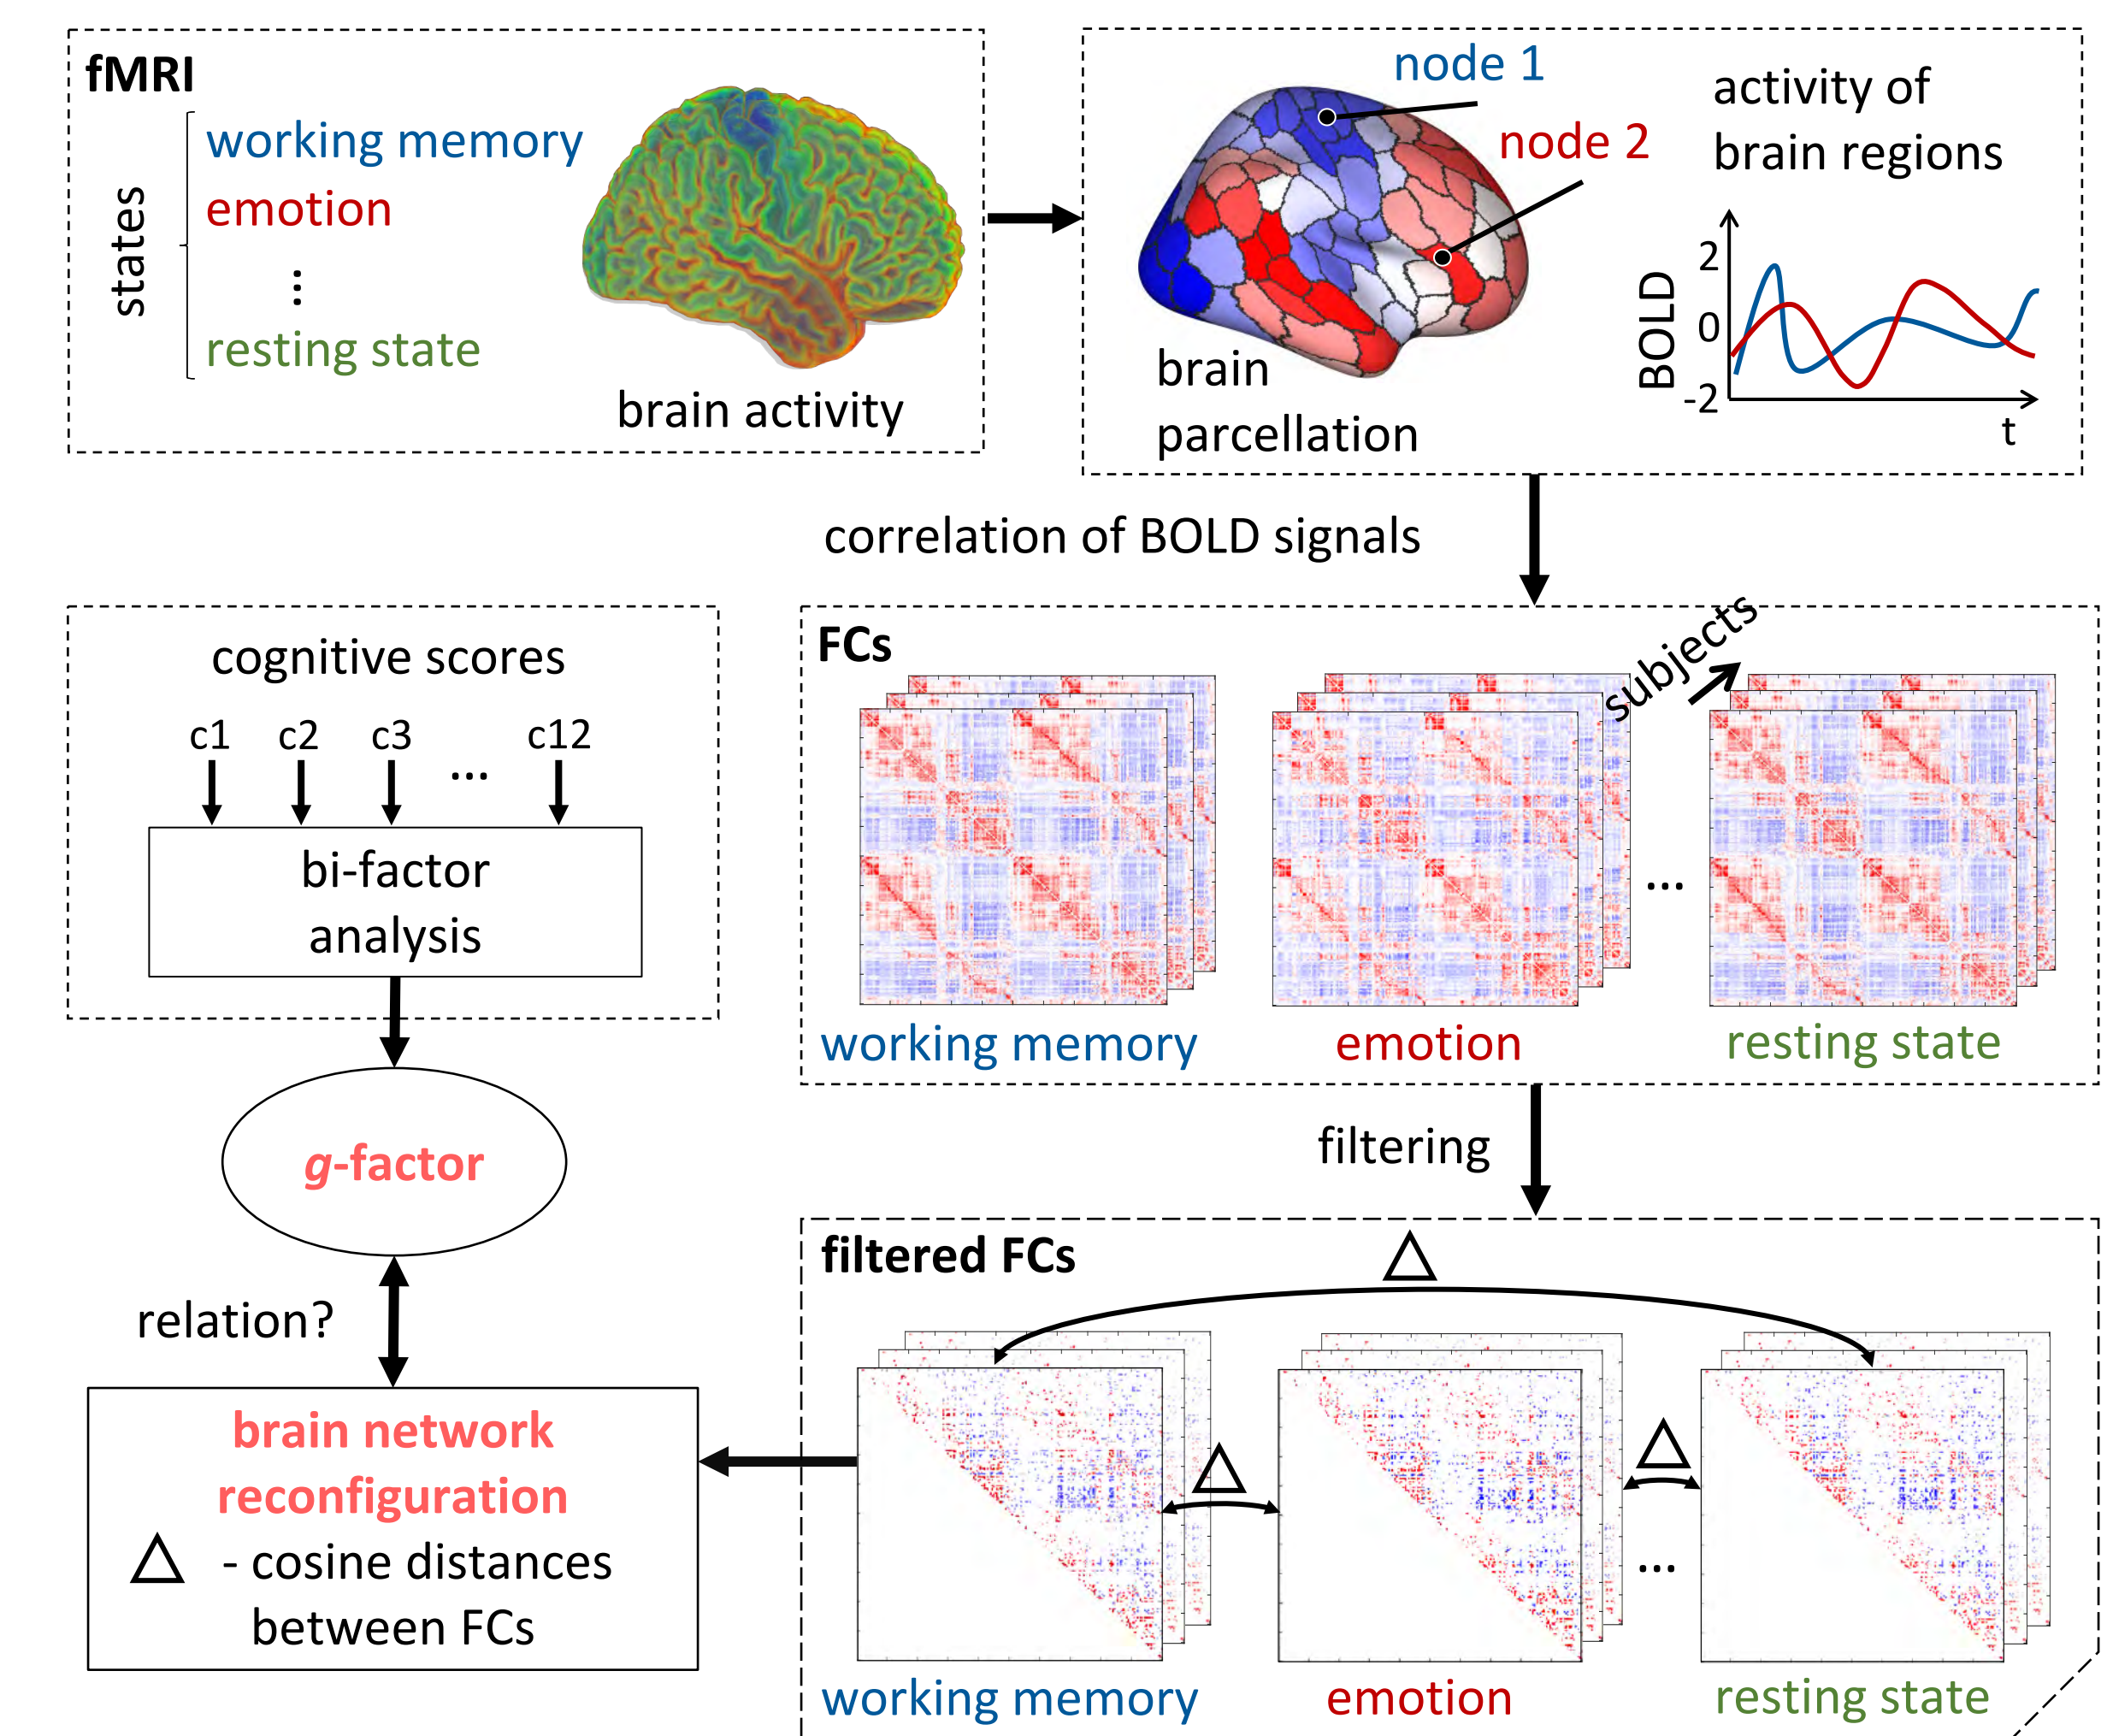 fMRI
states
working memory
emotion
⋮
resting state
brain activity
node 1
node 2
activity of
brain regions
brain
parcellation
BOLD
2
0
-2
t
correlation of BOLD signals
cognitive scores
c1 c2 c3 ... c12
bi-factor
analysis
g-factor
relation?
brain network
reconfiguration
△ - cosine distances
between FCs
FCs
subjects
...
working memory emotion resting state
filtering
filtered FCs
△
△ △
...
working memory emotion resting state